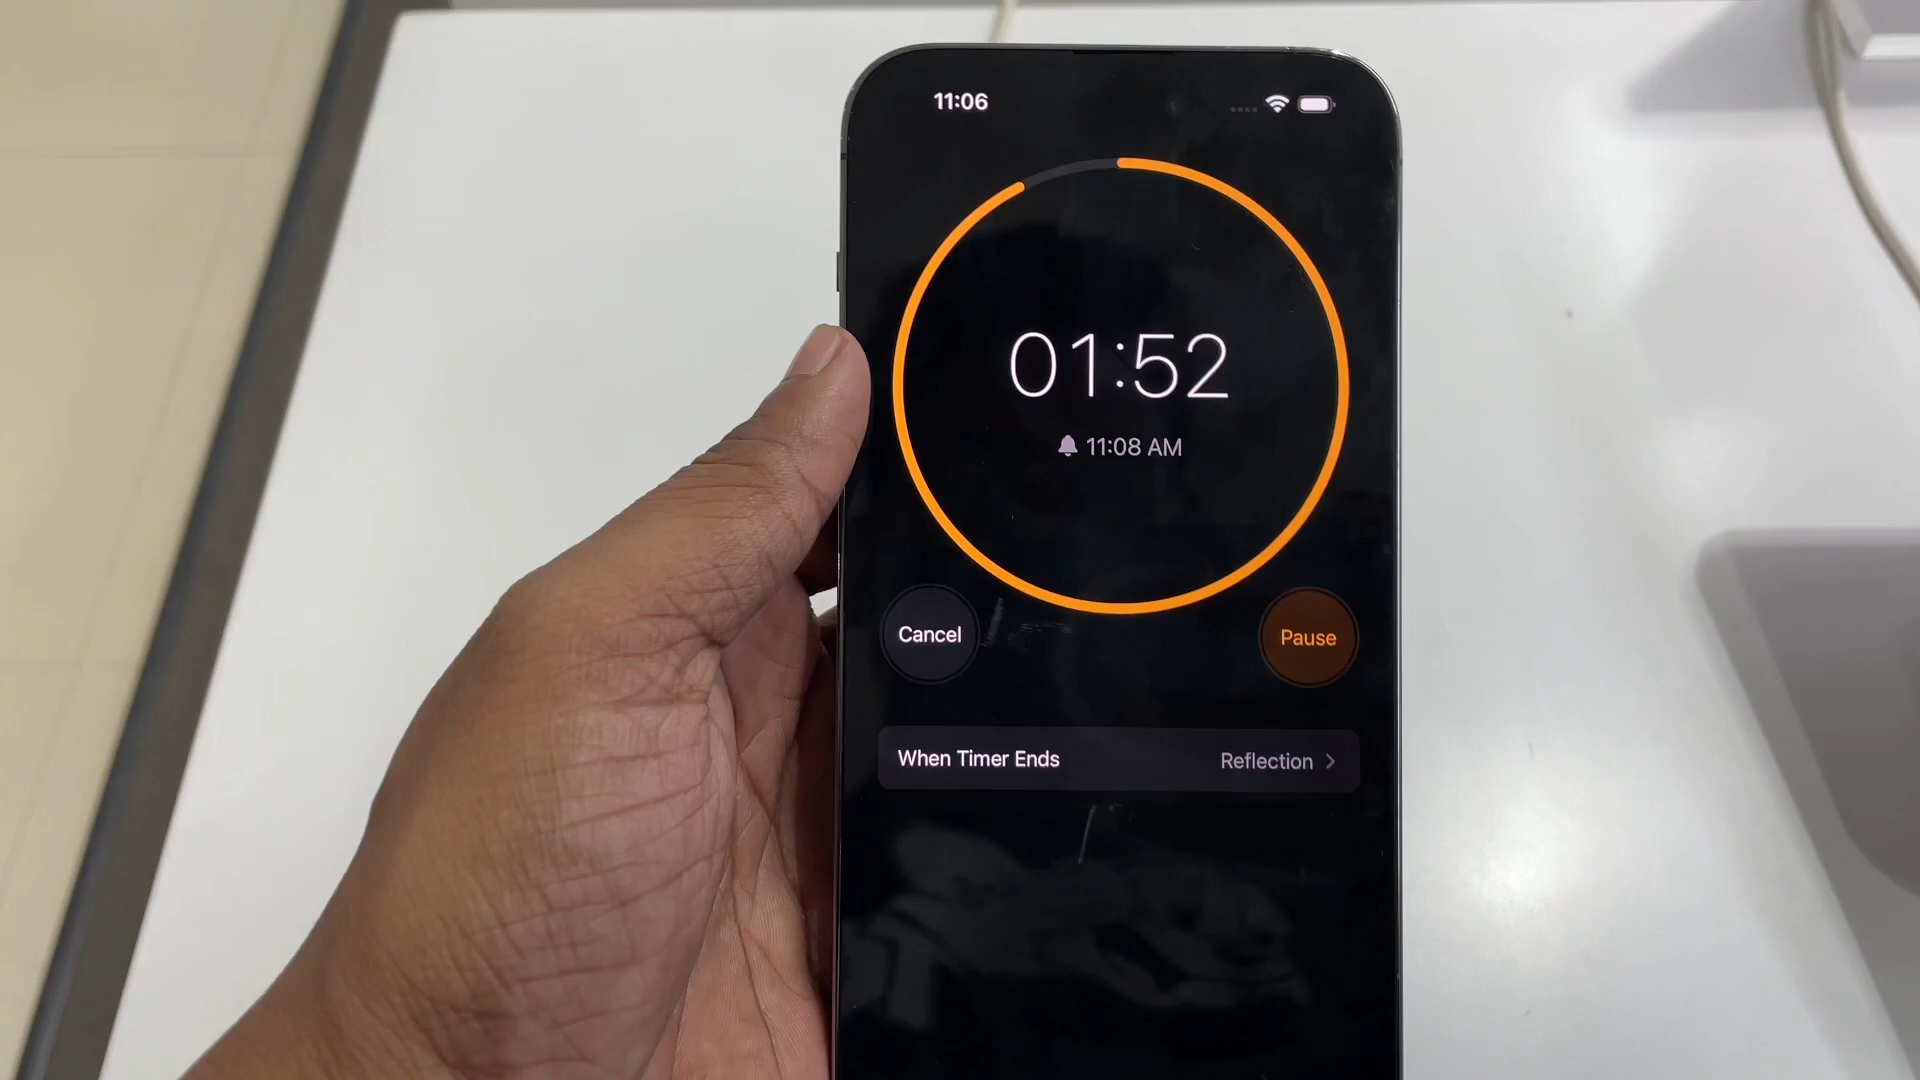 11:06
01:52
11:08 AM
Cancel
Pause
When Timer Ends
Reflection